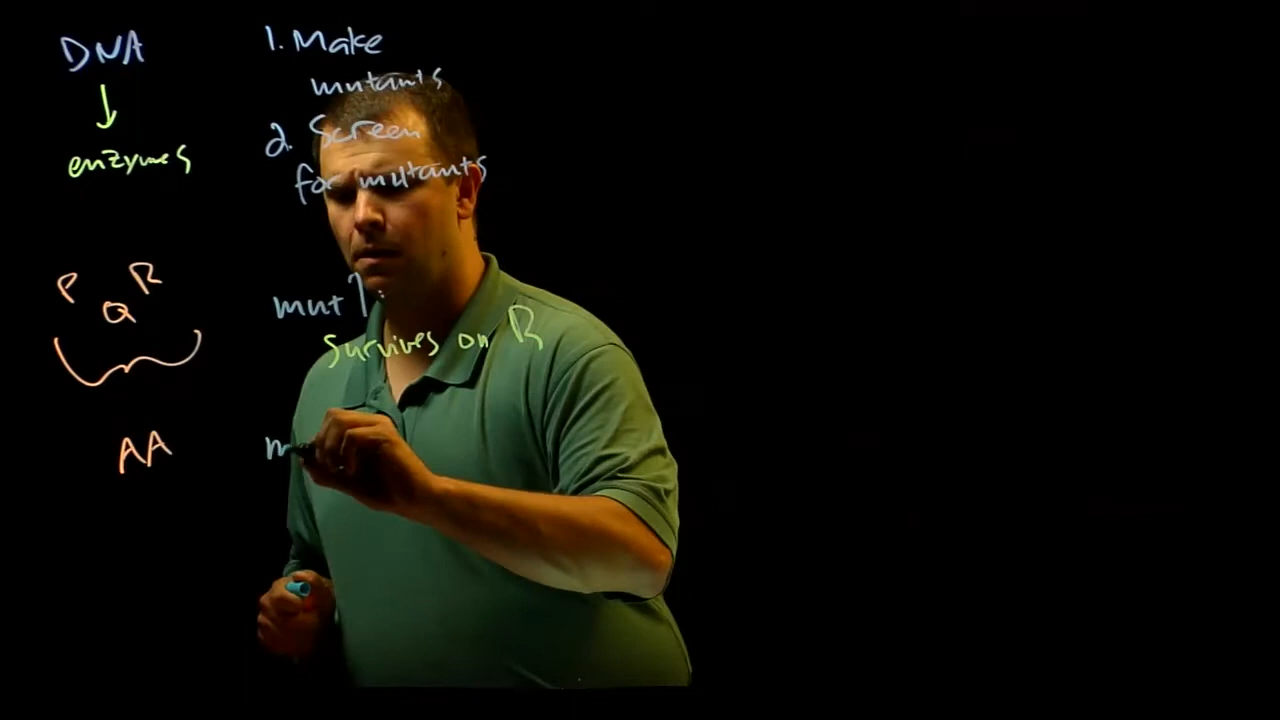 DNA
↓
enzymes
P Q R
AA
1. Make
mutants
2. Screen
for mutants
mut 1:
Survives on R
m